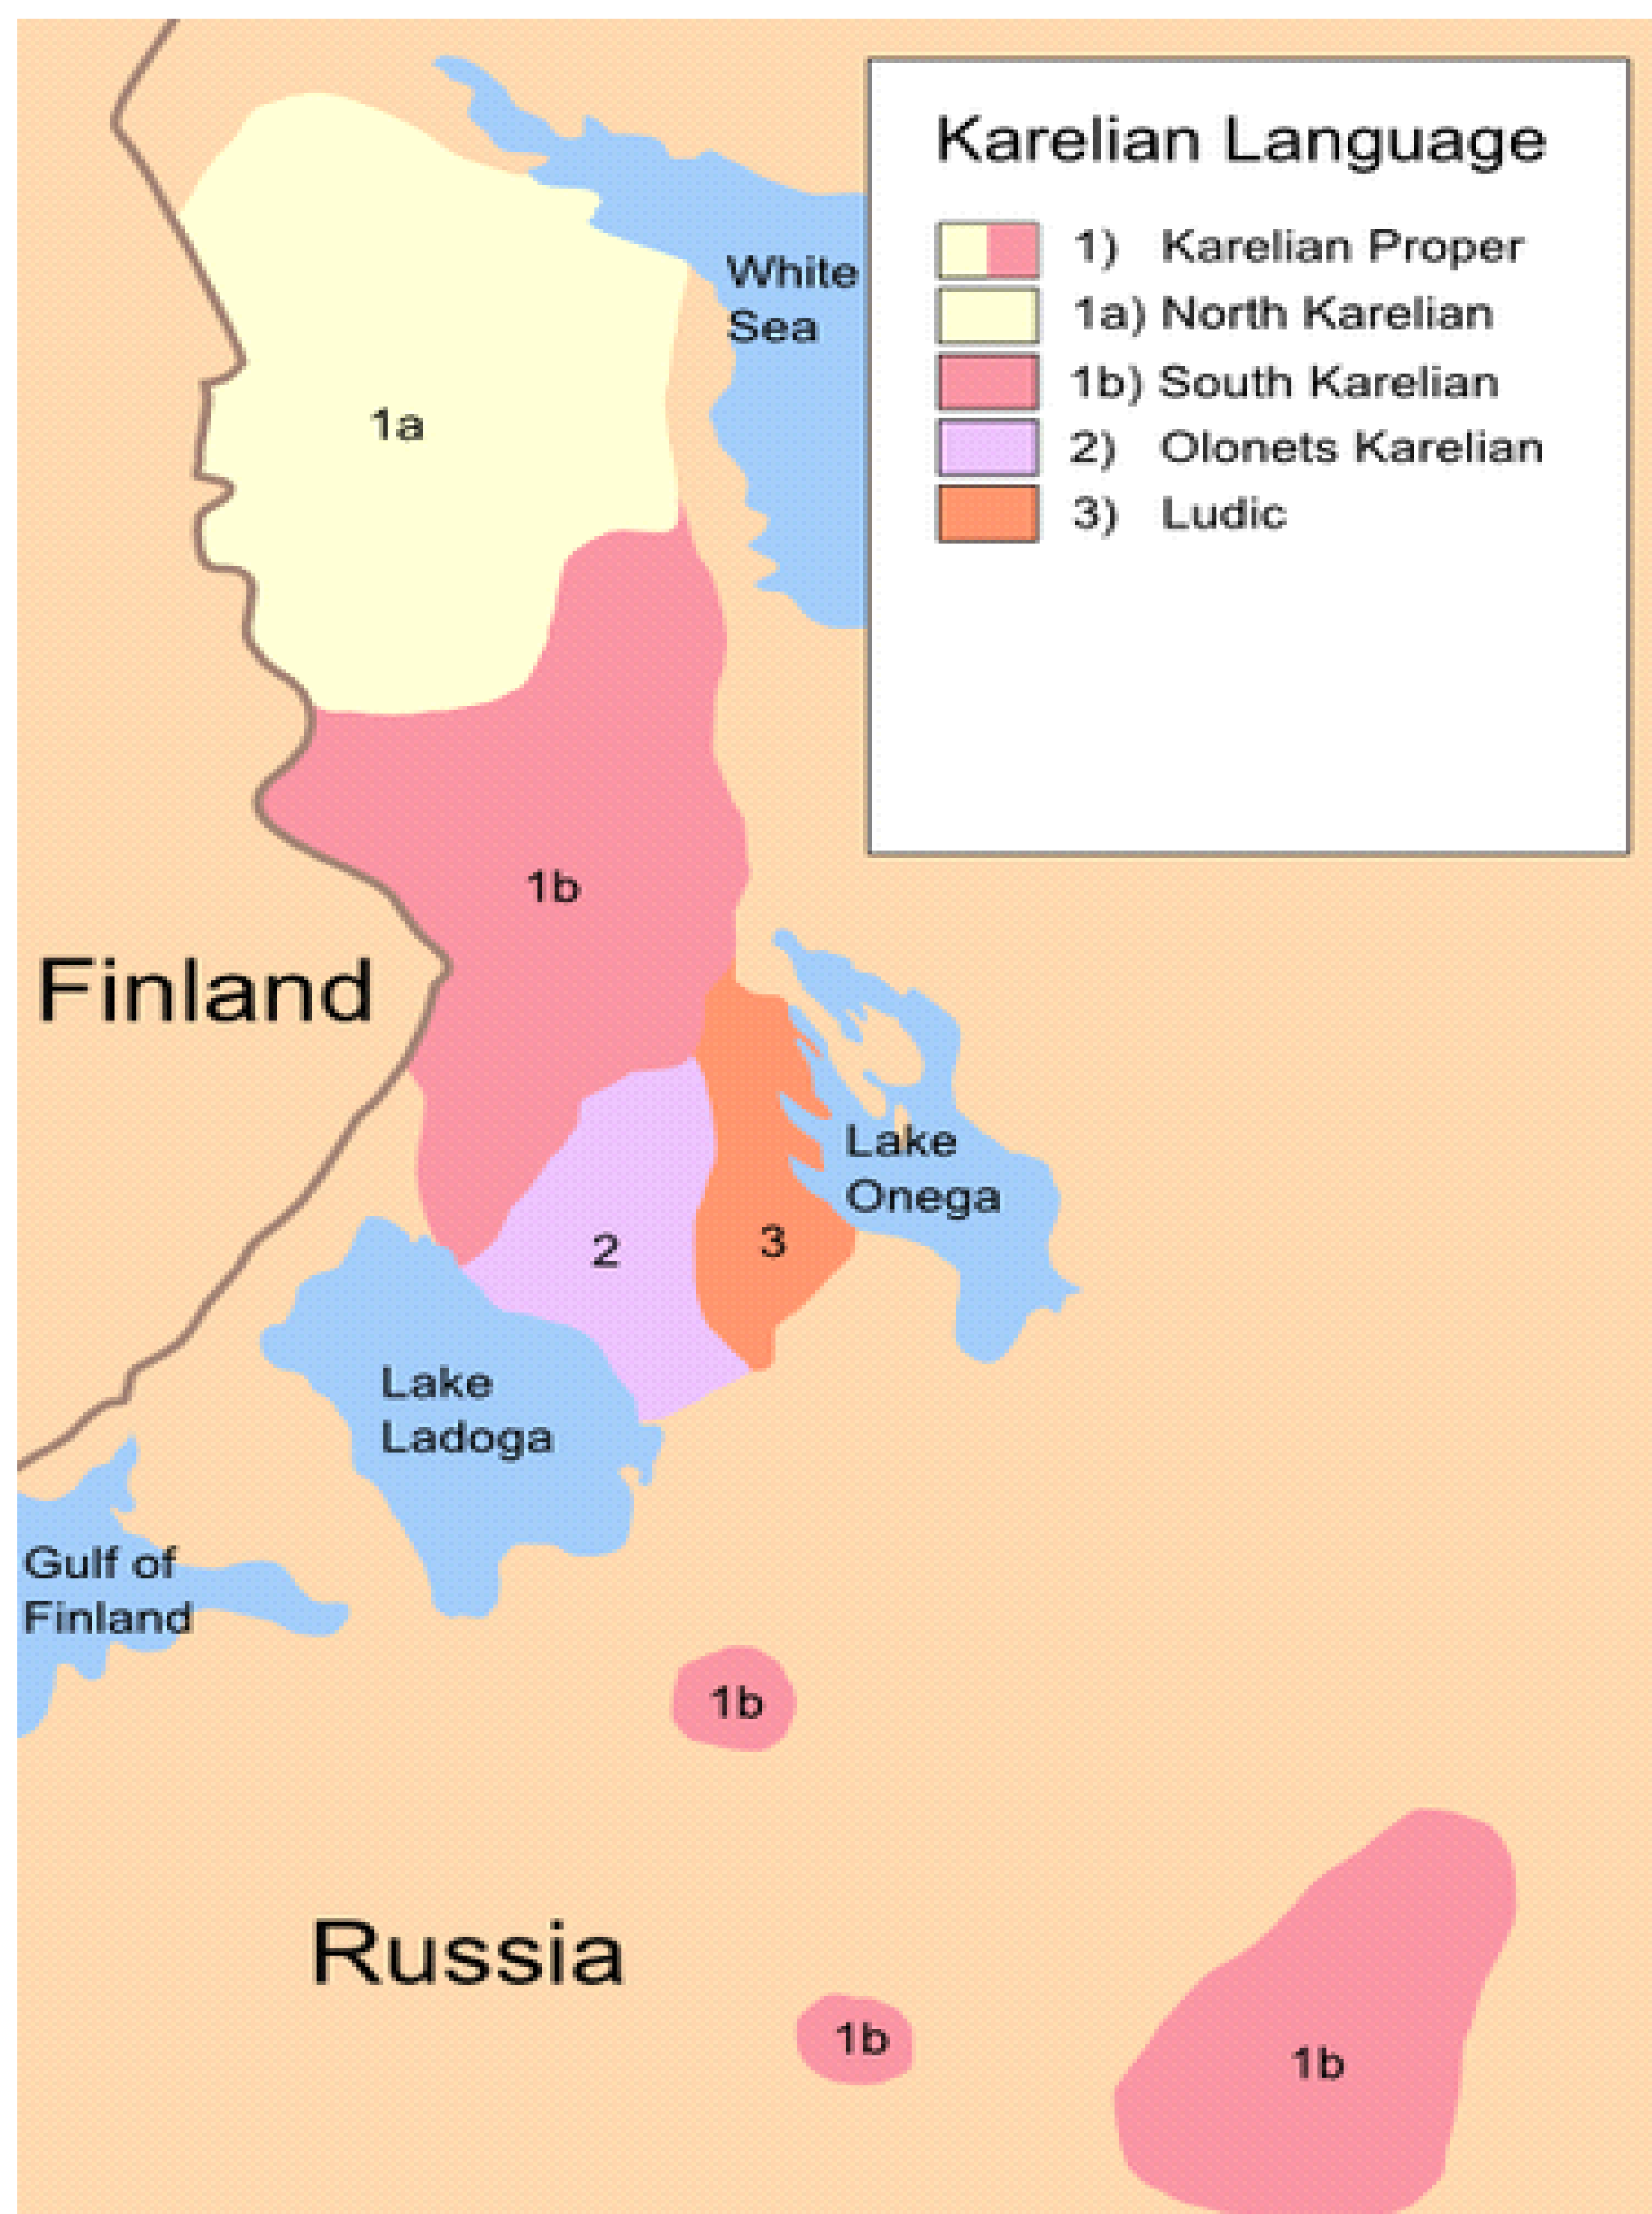 Karelian Language
1) Karelian Proper
1a) North Karelian
1b) South Karelian
2) Olonets Karelian
3) Ludic
White
Sea
1a
1b
Finland
Lake
Onega
2
3
Lake
Ladoga
Gulf of
Finland
1b
Russia
1b
1b